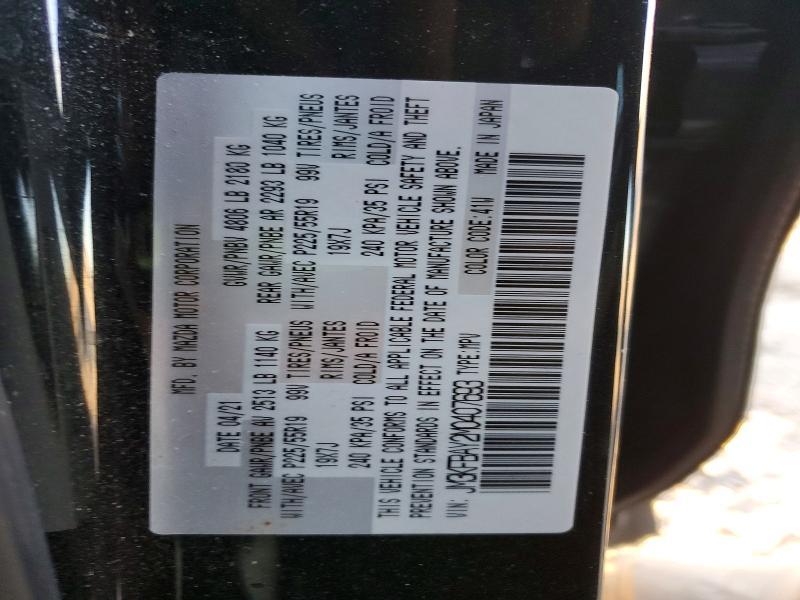 MFD. BY MAZDA MOTOR CORPORATION
DATE 04/21 GVWR/PNBV 4806 LB 2180 KG
FRONT GAWR/PNBE AV 2513 LB 1140 KG REAR GAWR/PNBE AR 2293 LB 1040 KG
WITH/AVEC P225/55R19 99V TIRES/PNEUS WITH/AVEC P225/55R19 99V TIRES/PNEUS
19X7J RIMS/JANTES 19X7J RIMS/JANTES
240 KPA/35 PSI COLD/A FROID 240 KPA/35 PSI COLD/A FROID
THIS VEHICLE CONFORMS TO ALL APPLICABLE FEDERAL MOTOR VEHICLE SAFETY AND THEFT
PREVENTION STANDARDS IN EFFECT ON THE DATE OF MANUFACTURE SHOWN ABOVE.
VIN: JM3KFBAY2M0407693 TYPE:MPV COLOR CODE:41W MADE IN JAPAN